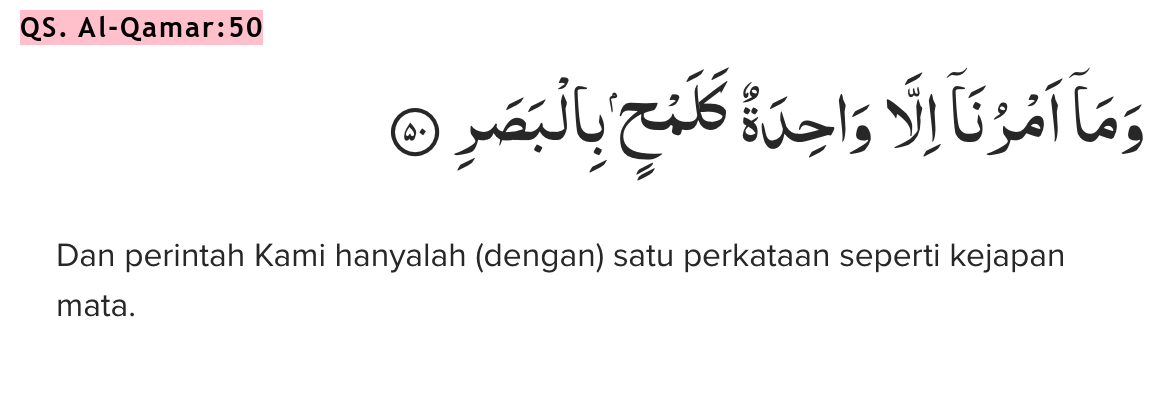 QS. Al-Qamar:50
وَمَآ اَمْرُنَآ اِلَّا وَاحِدَةٌ كَلَمْحٍ ۢبِالْبَصَرِ ۝٥٠
Dan perintah Kami hanyalah (dengan) satu perkataan seperti kejapan
mata.